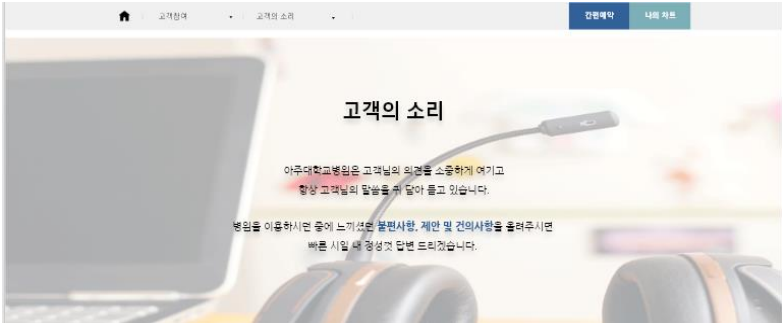 고객참여
고객의 소리
간편예약
나의 차트
고객의 소리
아주대학교병원은 고객님의 의견을 소중하게 여기고
항상 고객님의 말씀을 귀 담아 듣고 있습니다.
병원을 이용하시던 중에 느끼셨던 불편사항, 제안 및 건의사항을 올려주시면
빠른 시일 내 정성껏 답변 드리겠습니다.